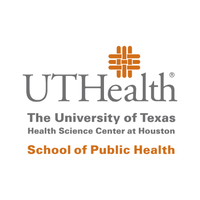 UTHealth®
The University of Texas
Health Science Center at Houston
School of Public Health